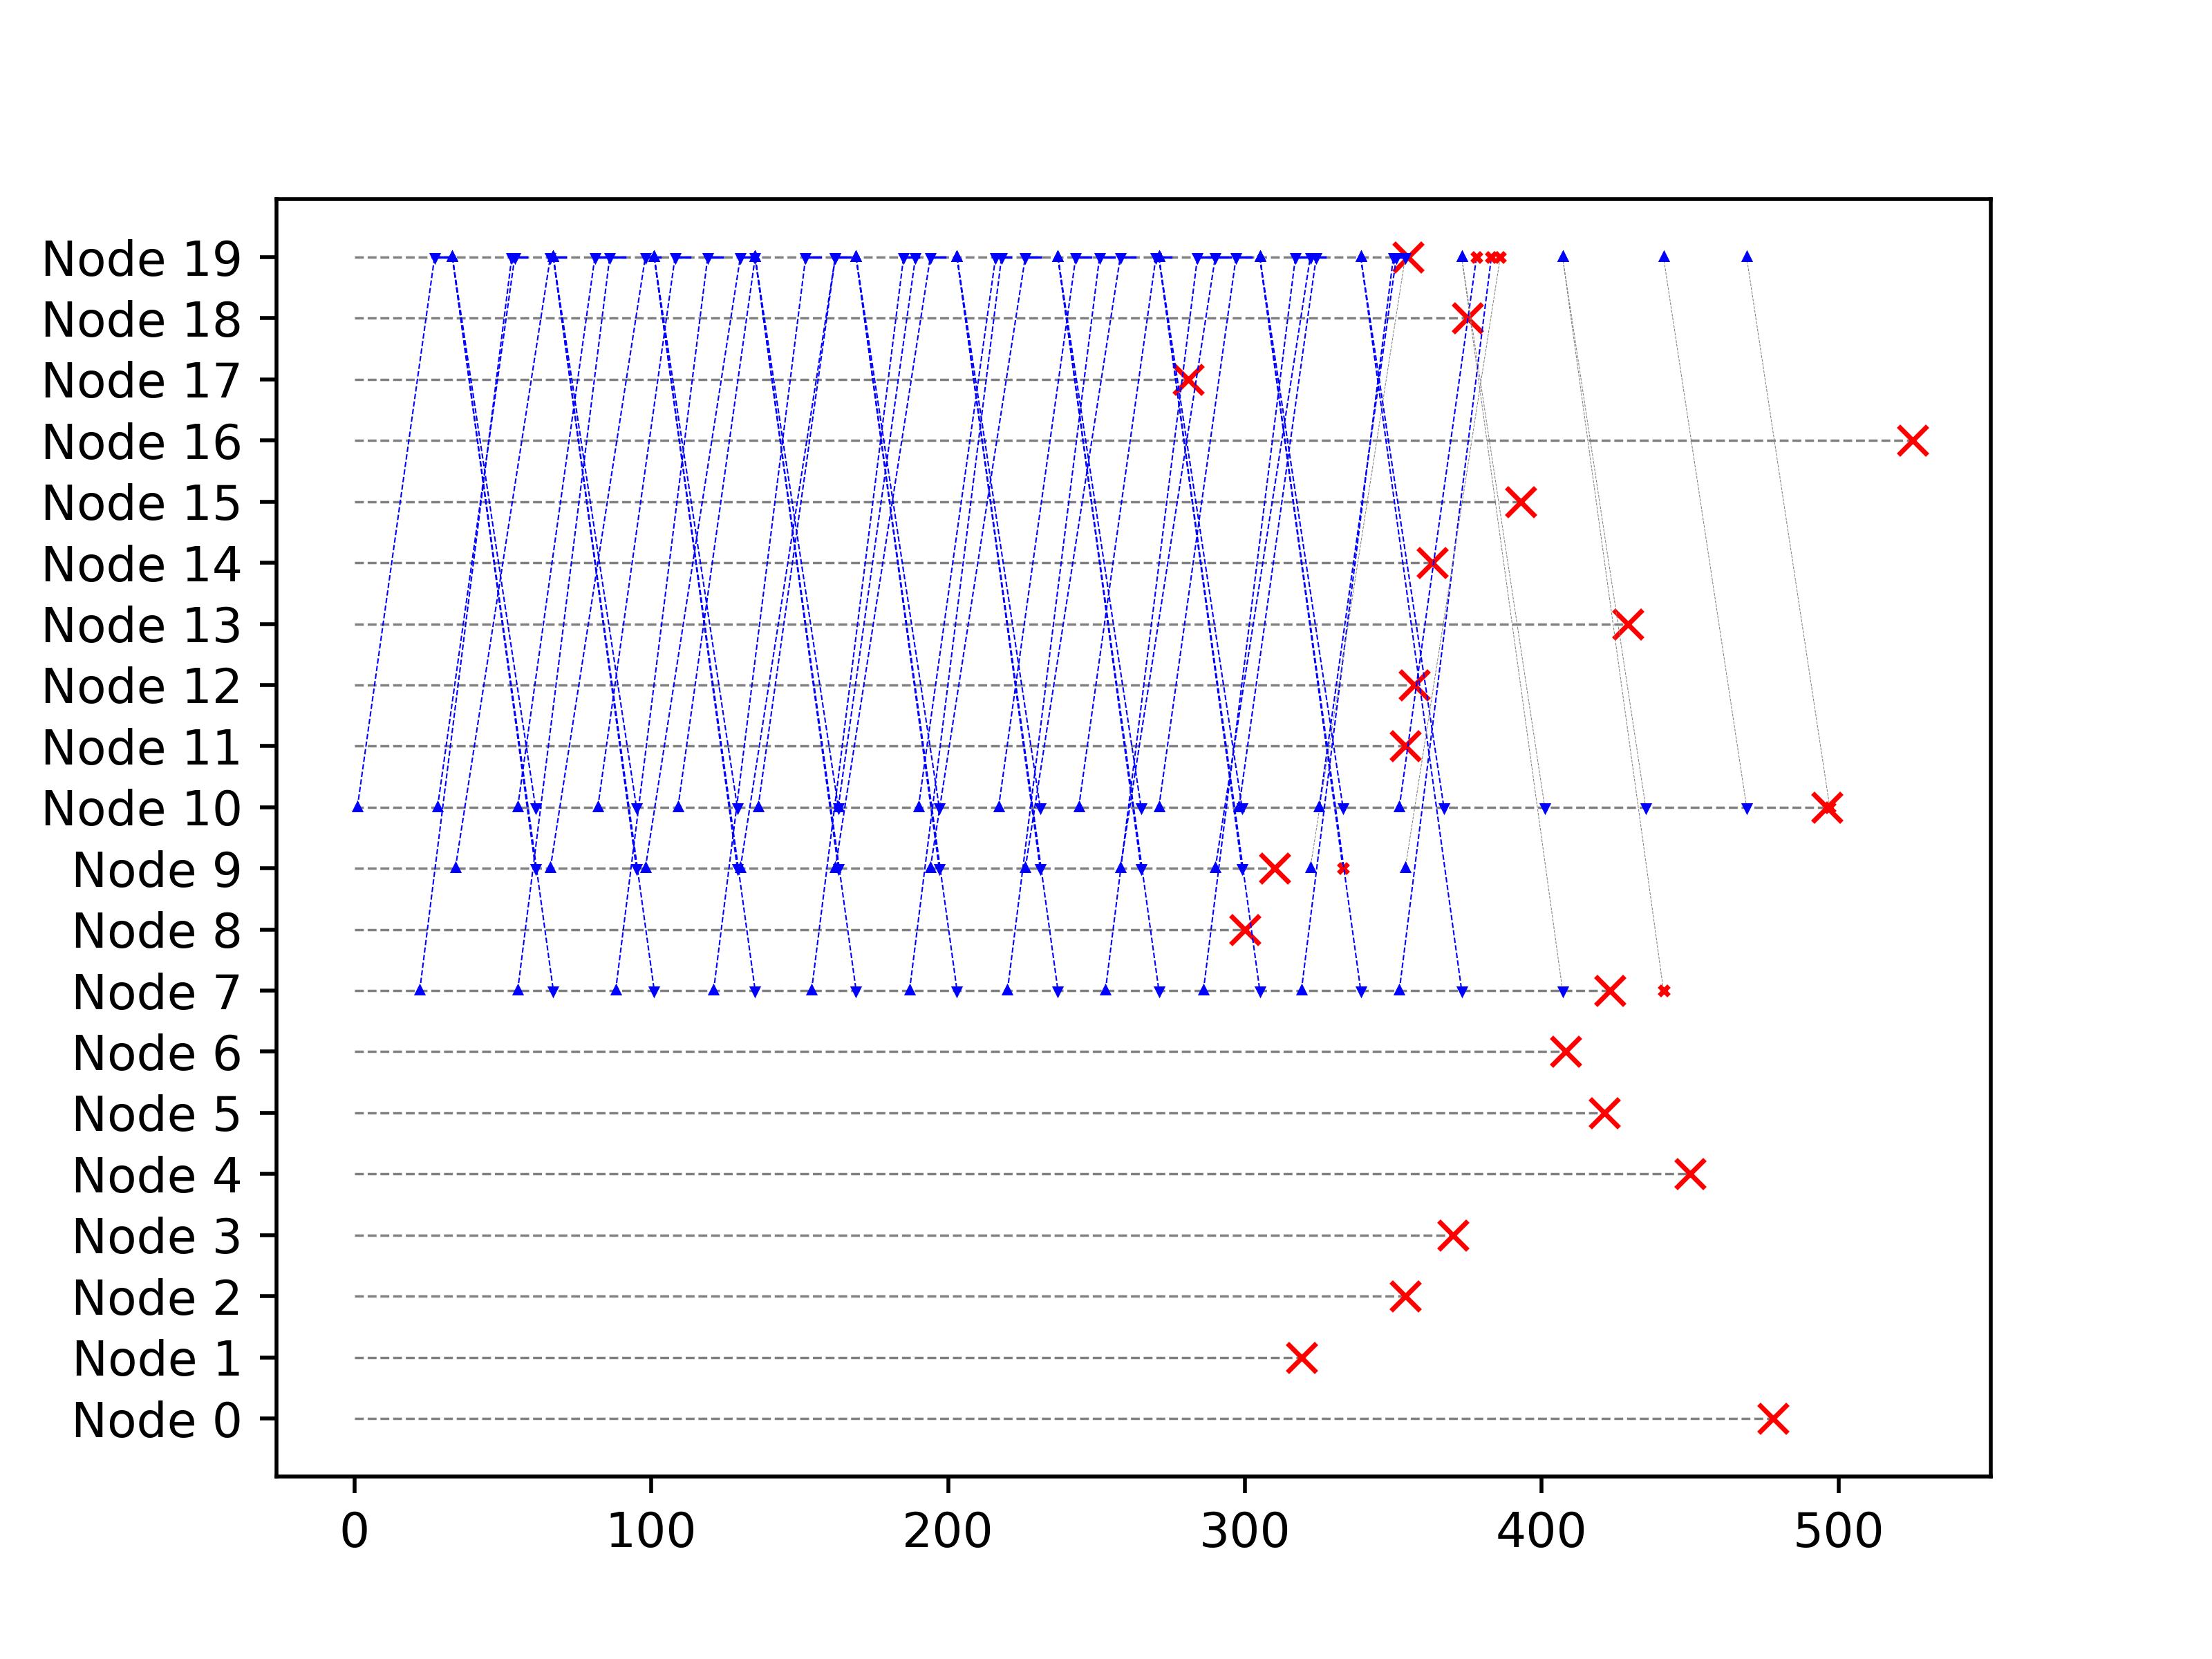 Node 19
Node 18
Node 17
Node 16
Node 15
Node 14
Node 13
Node 12
Node 11
Node 10
Node 9
Node 8
Node 7
Node 6
Node 5
Node 4
Node 3
Node 2
Node 1
Node 0
0 100 200 300 400 500